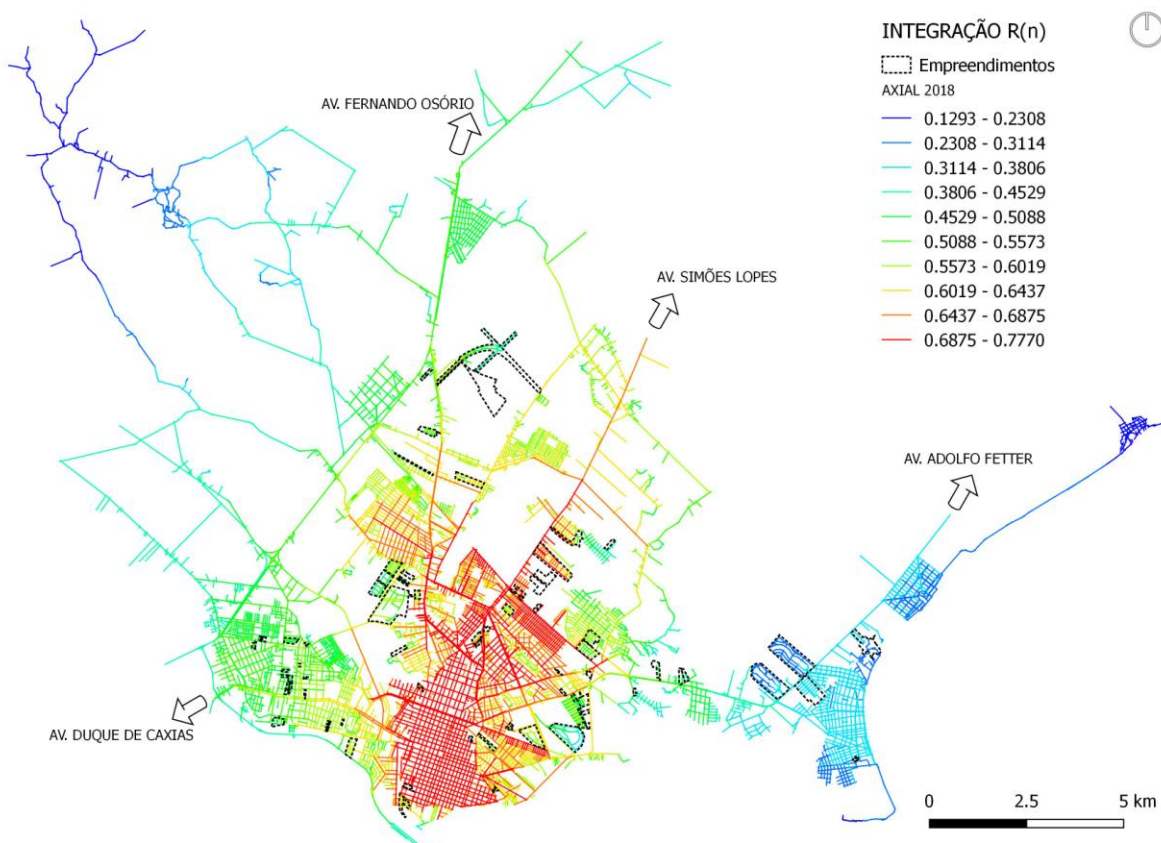 INTEGRAÇÃO R(n)
Empreendimentos
AXIAL 2018
0.1293 - 0.2308
0.2308 - 0.3114
0.3114 - 0.3806
0.3806 - 0.4529
0.4529 - 0.5088
0.5088 - 0.5573
0.5573 - 0.6019
0.6019 - 0.6437
0.6437 - 0.6875
0.6875 - 0.7770
AV. FERNANDO OSÓRIO
AV. SIMÕES LOPES
AV. ADOLFO FETTER
AV. DUQUE DE CAXIAS
0 2.5 5 km